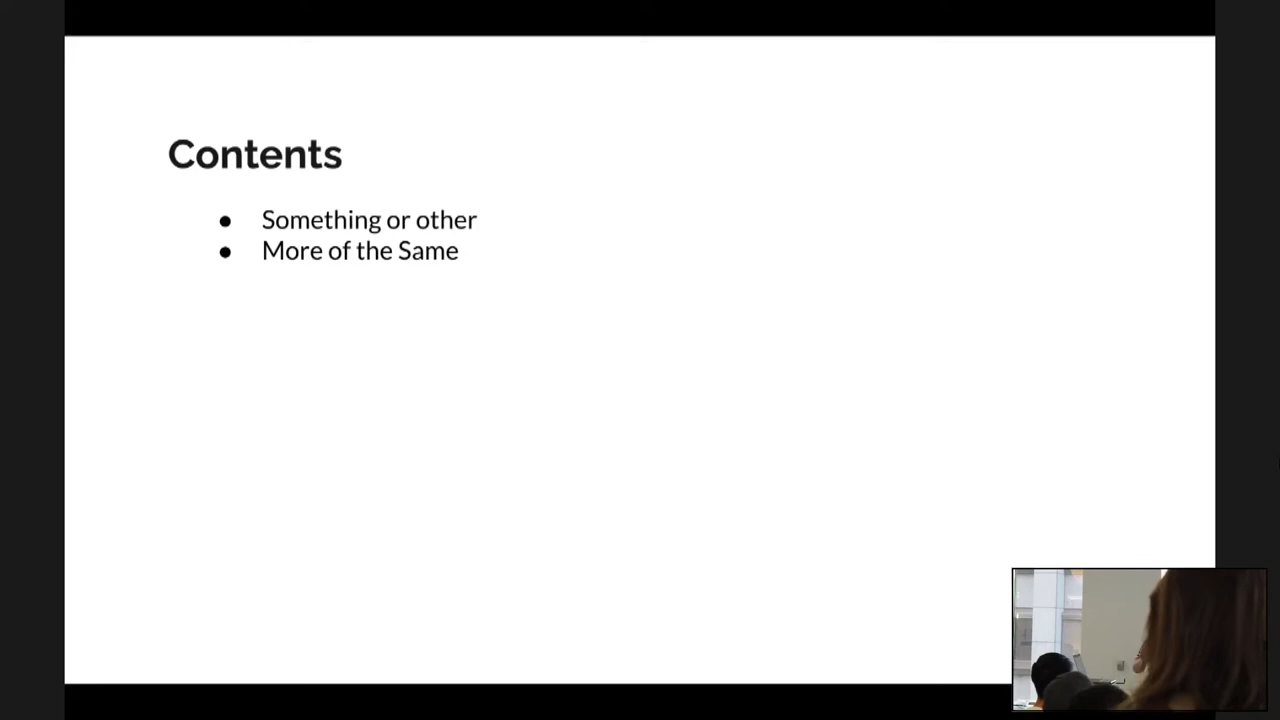 Contents
● Something or other
● More of the Same